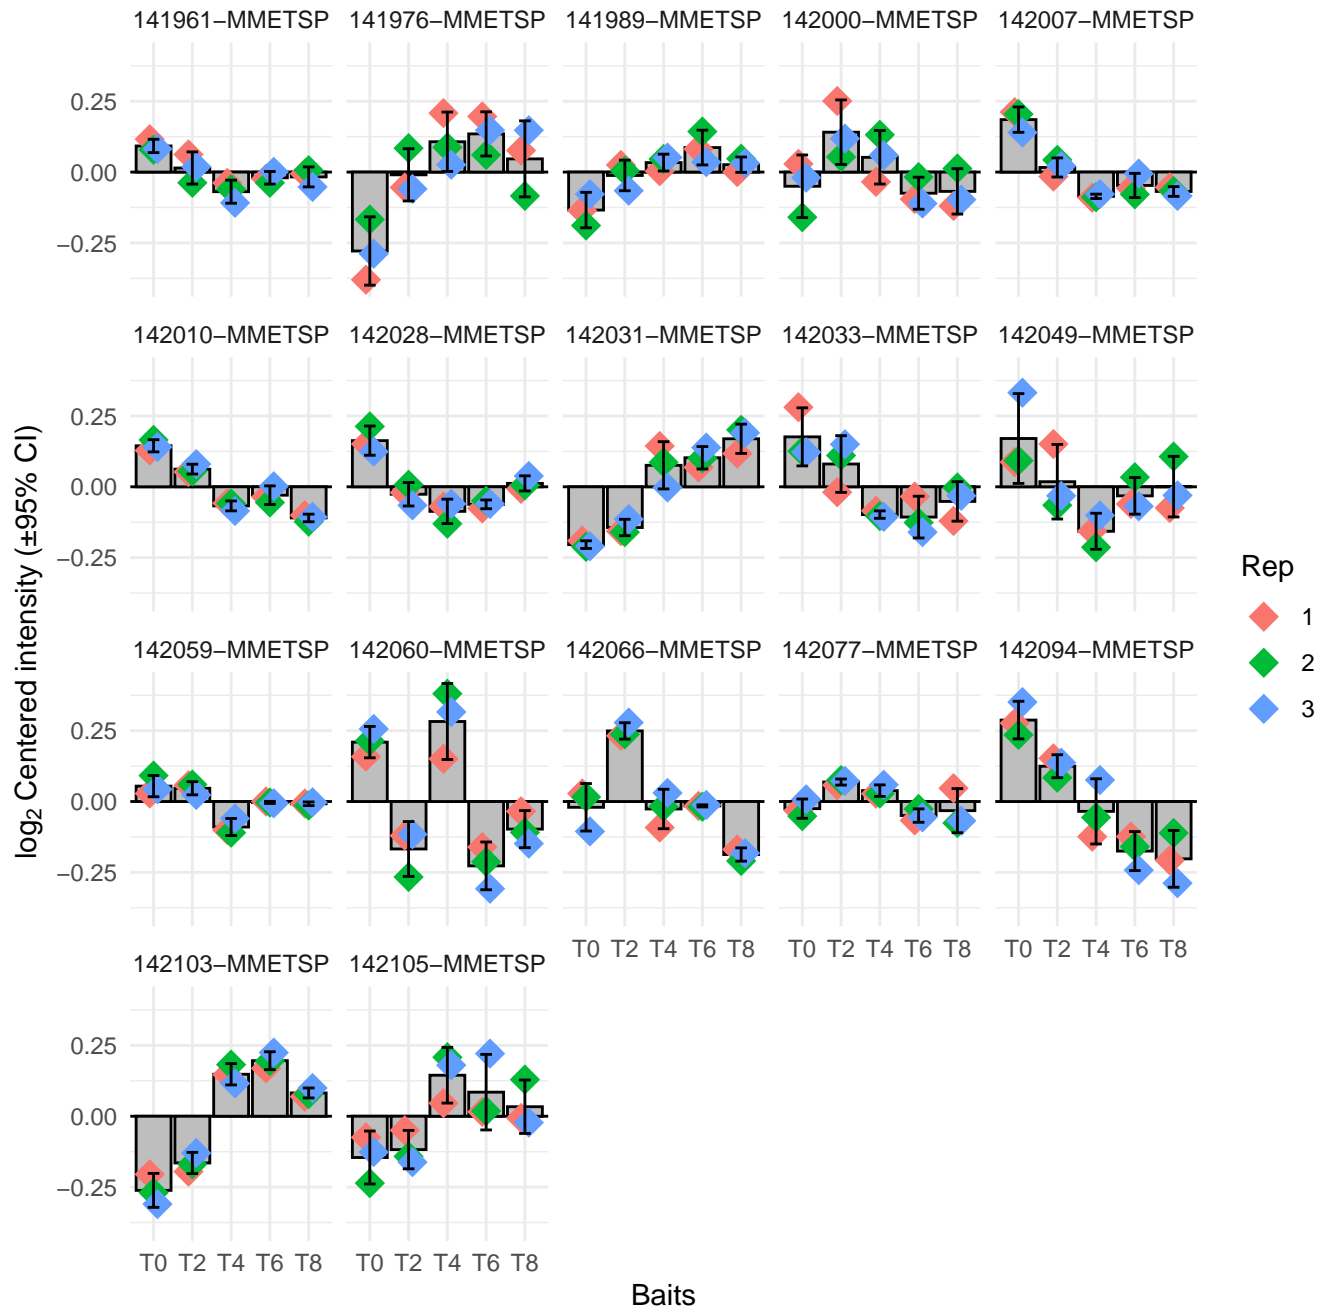 141961−MMETSP 141976−MMETSP 141989−MMETSP 142000−MMETSP 142007−MMETSP
0.25
0.00
−0.25
142010−MMETSP 142028−MMETSP 142031−MMETSP 142033−MMETSP 142049−MMETSP
0.25
0.00
−0.25
142059−MMETSP 142060−MMETSP 142066−MMETSP 142077−MMETSP 142094−MMETSP
0.25
0.00
−0.25
T0 T2 T4 T6 T8 T0 T2 T4 T6 T8 T0 T2 T4 T6 T8
142103−MMETSP 142105−MMETSP
0.25
0.00
−0.25
T0 T2 T4 T6 T8 T0 T2 T4 T6 T8
Baits
log₂ Centered intensity (±95% CI)
Rep
1
2
3